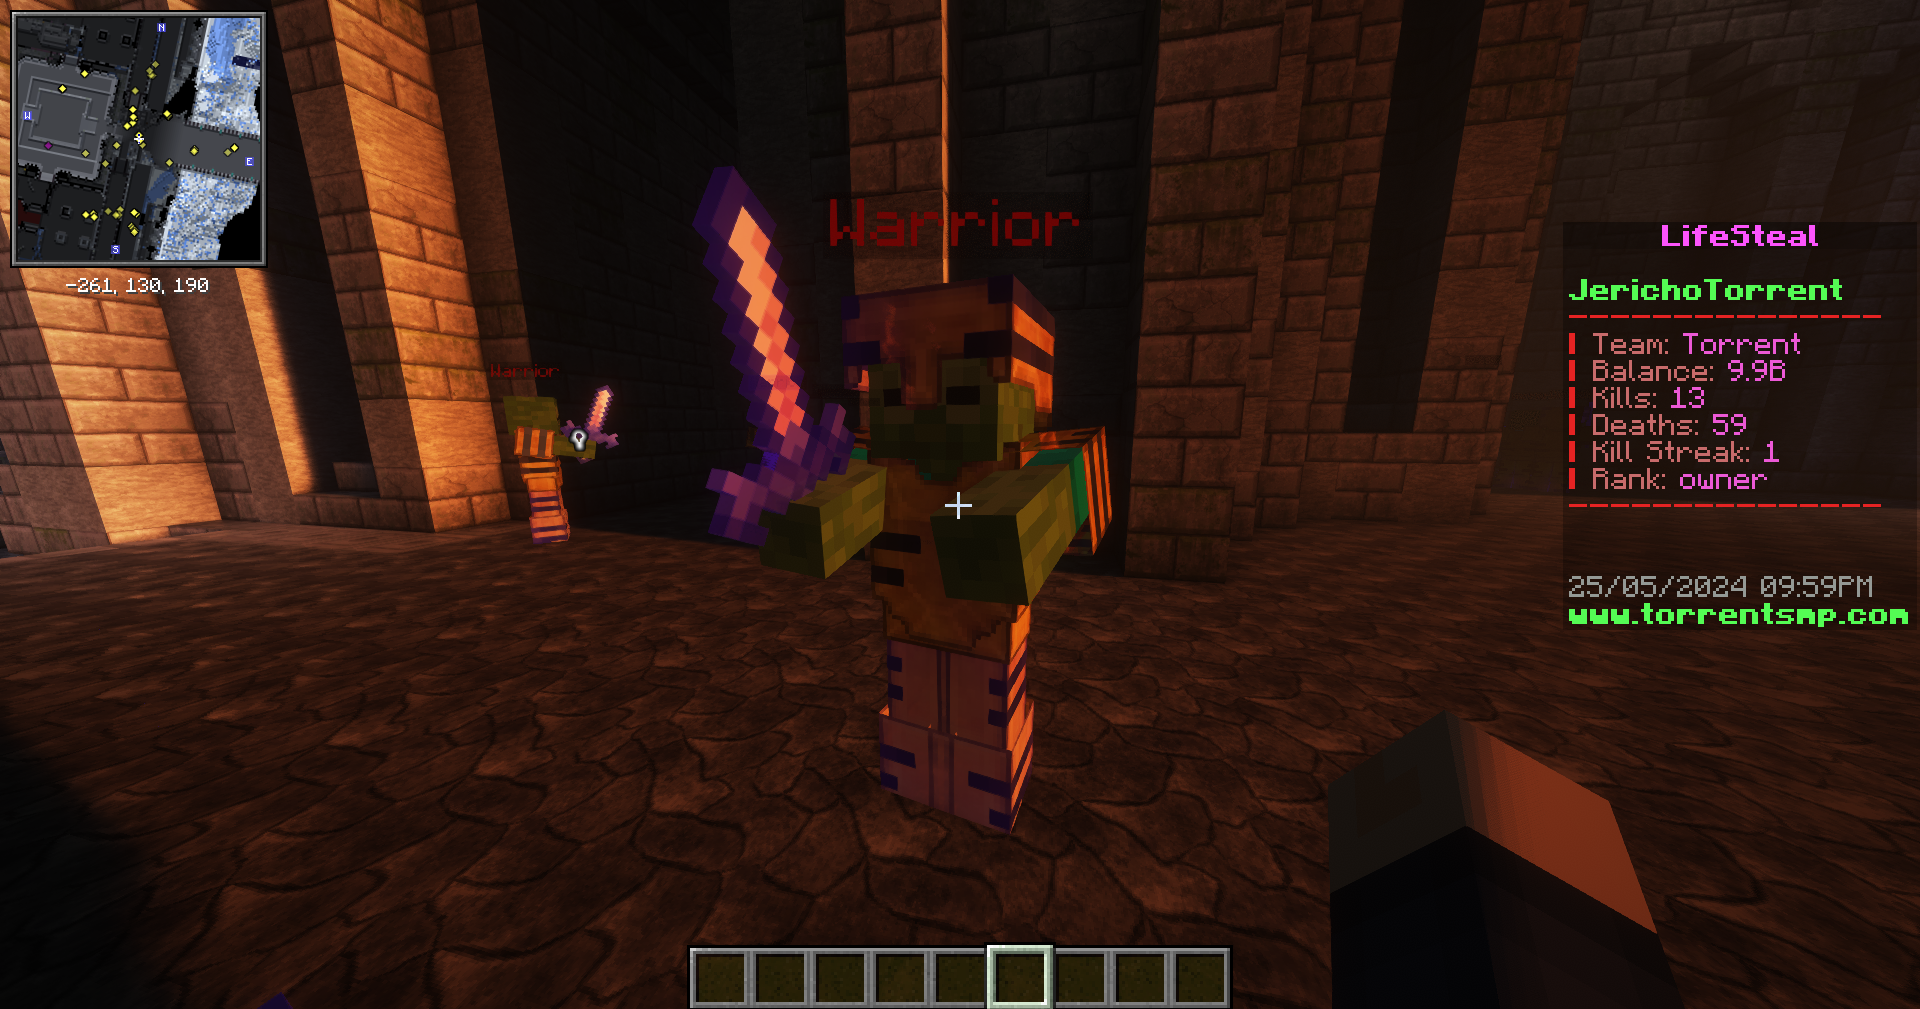 N
W
E
S
-261, 130, 190
Warrior
Warrior
LifeSteal
JerichoTorrent
Team: Torrent
Balance: 9.9B
Kills: 13
Deaths: 59
Kill Streak: 1
Rank: owner
25/05/2024 09:59PM
www.torrentsmp.com